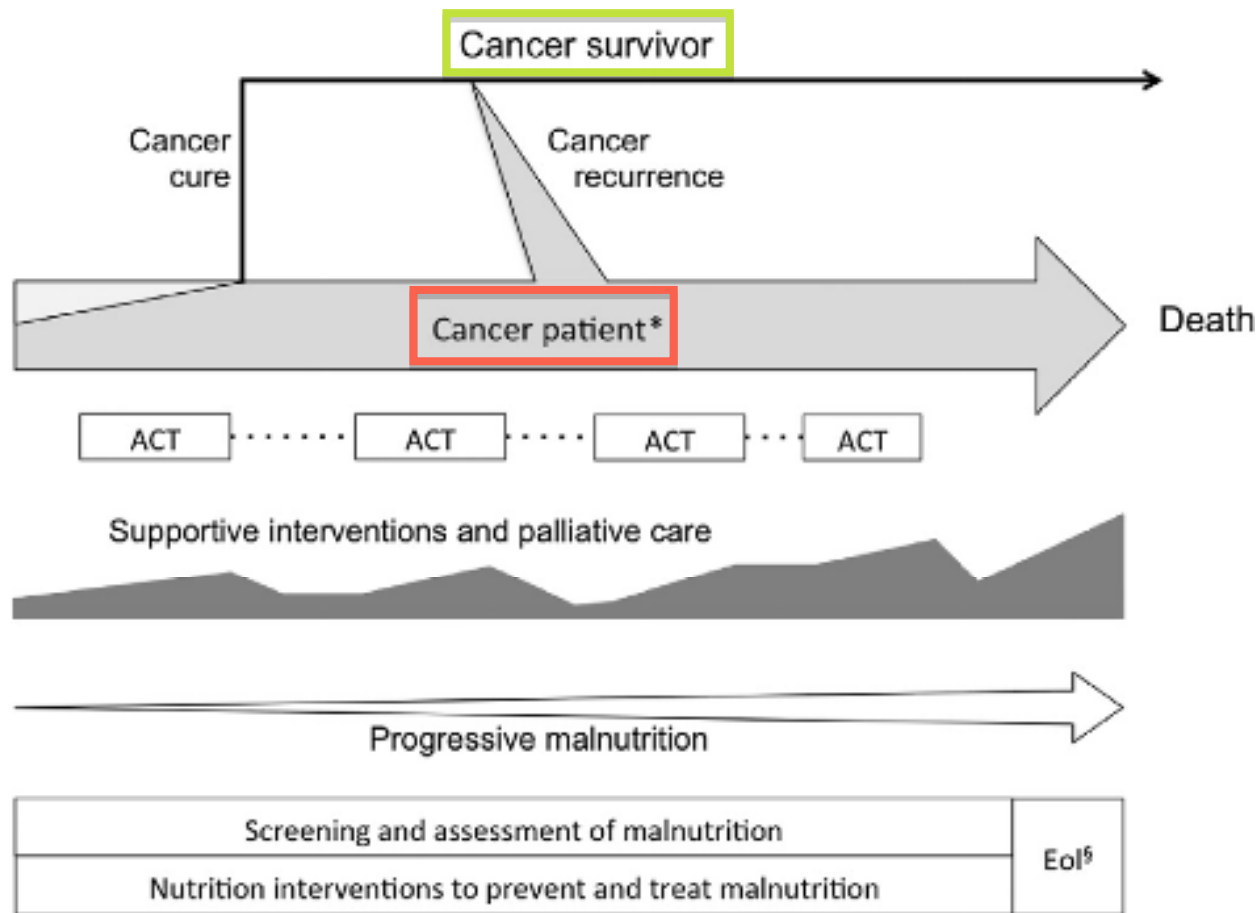 Cancer survivor
Cancer
cure
Cancer
recurrence
Cancer patient*
Death
ACT
ACT
ACT
ACT
Supportive interventions and palliative care
Progressive malnutrition
Screening and assessment of malnutrition
Nutrition interventions to prevent and treat malnutrition
Eol§